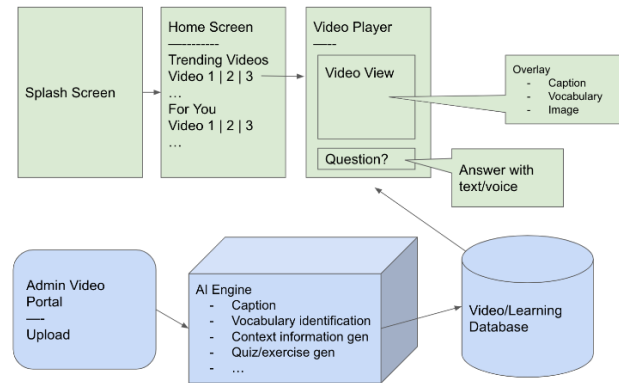 Splash Screen
Home Screen
—---------
Trending Videos
Video 1 | 2 | 3
…
For You
Video 1 | 2 | 3
…
Video Player
—--
Video View
Question?
Overlay
- Caption
- Vocabulary
- Image
Answer with
text/voice
Admin Video
Portal
—-
Upload
AI Engine
- Caption
- Vocabulary identification
- Context information gen
- Quiz/exercise gen
- …
Video/Learning
Database